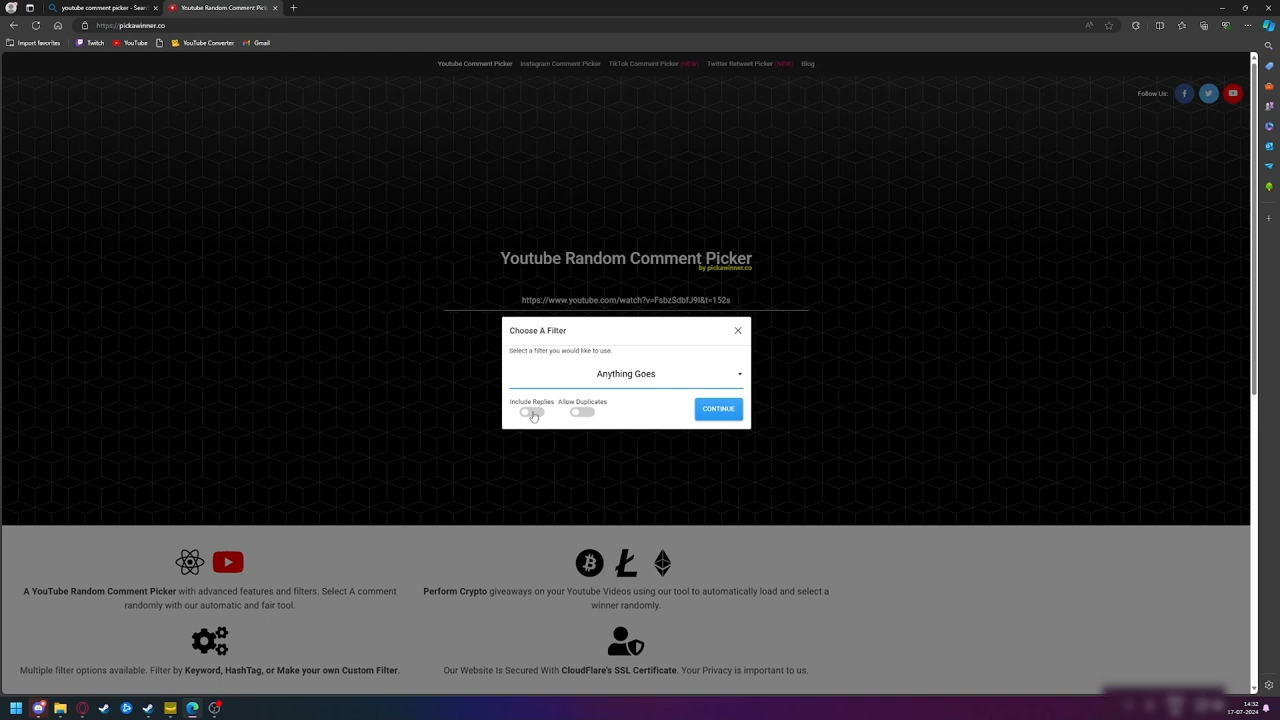 youtube comment picker - Sear
YouTube Random Comment Picke
https://pickawinner.co
Import favorites
Twitch
YouTube
YouTube Converter
Gmail
Youtube Comment Picker
Instagram Comment Picker
TikTok Comment Picker (NEW)
Twitter Retweet Picker (NEW)
Blog
Follow Us:
Youtube Random Comment Picker
by pickawinner.co
https://www.youtube.com/watch?v=FsbzSdbfJ9I&t=152s
Choose A Filter
Select a filter you would like to use.
Anything Goes
Include Replies
Allow Duplicates
CONTINUE
A YouTube Random Comment Picker with advanced features and filters. Select A comment
randomly with our automatic and fair tool.
Perform Crypto giveaways on your Youtube Videos using our tool to automatically load and select a
winner randomly.
Multiple filter options available. Filter by Keyword, HashTag, or Make your own Custom Filter.
Our Website Is Secured With CloudFlare's SSL Certificate. Your Privacy is important to us.
14:32
17-07-2024